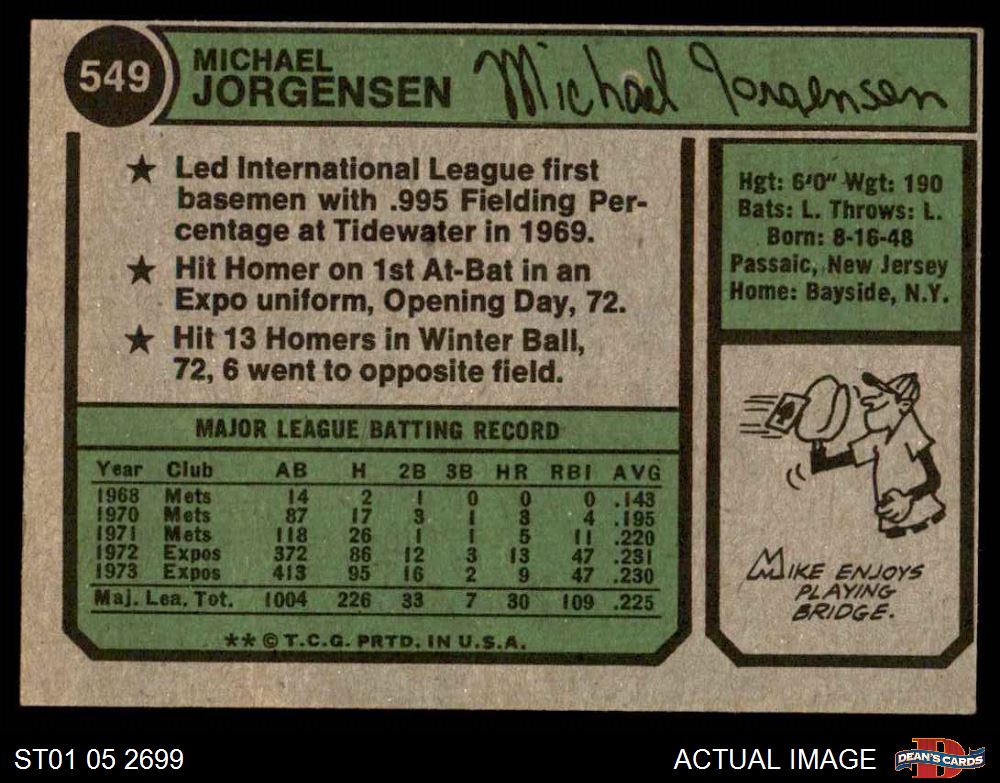 549
MICHAEL
JORGENSEN
Michael Jorgensen
★ Led International League first
basemen with .995 Fielding Per-
centage at Tidewater in 1969.
★ Hit Homer on 1st At-Bat in an
Expo uniform, Opening Day, 72.
★ Hit 13 Homers in Winter Ball,
72, 6 went to opposite field.
Hgt: 6'0" Wgt: 190
Bats: L. Throws: L.
Born: 8-16-48
Passaic, New Jersey
Home: Bayside, N.Y.
MAJOR LEAGUE BATTING RECORD
Year Club AB H 2B 3B HR RBI AVG
1968 Mets 14 2 1 0 0 0 .143
1970 Mets 87 17 3 1 3 4 .195
1971 Mets 118 26 1 1 5 11 .220
1972 Expos 372 86 12 3 13 47 .231
1973 Expos 413 95 16 2 9 47 .230
Maj. Lea. Tot. 1004 226 33 7 30 109 .225
** © T.C.G. PRTD. IN U.S.A.
MIKE ENJOYS
PLAYING
BRIDGE.
ST01 05 2699
ACTUAL IMAGE
D
DEAN'S CARDS